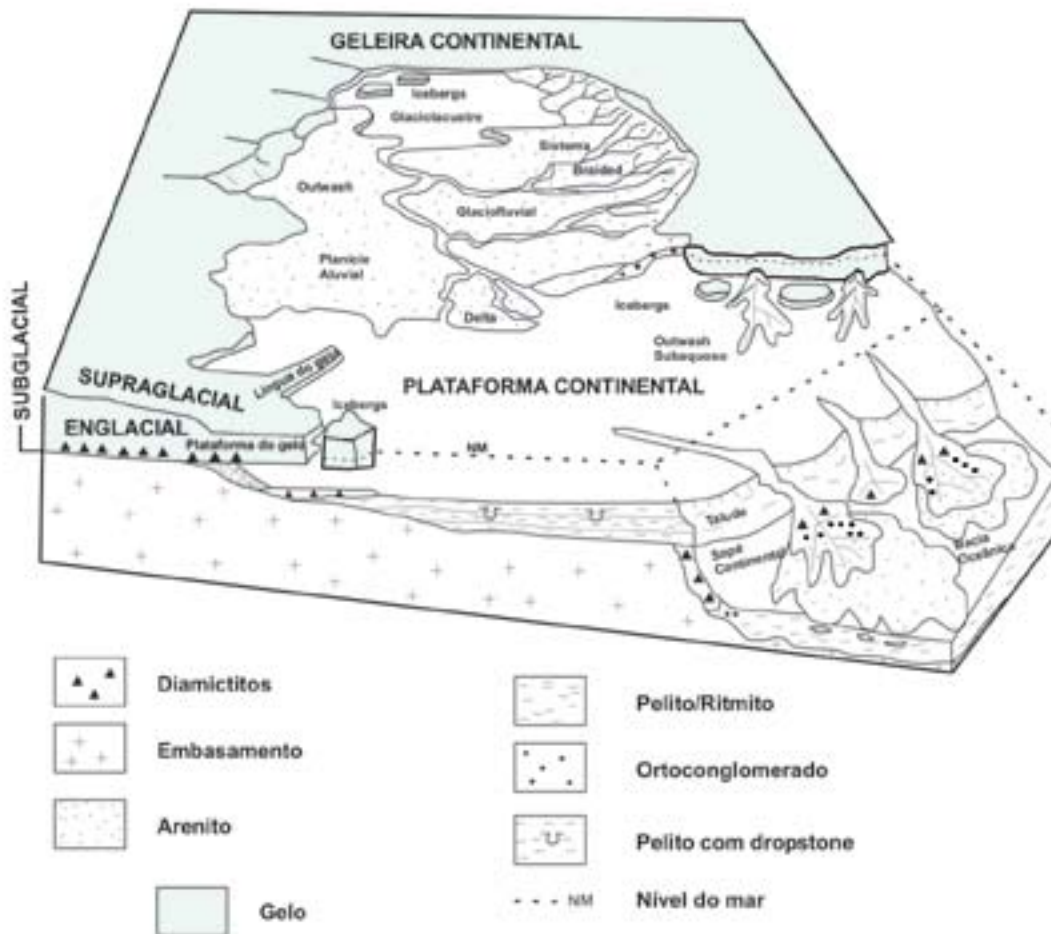 GELEIRA CONTINENTAL
Icebergs
Glaciolacustre
Sistema
Braided
Outwash
Glaciofluvial
Planície
Aluvial
Delta
Icebergs
Outwash
Subaquoso
SUBGLACIAL
SUPRAGLACIAL
Língua de gelo
PLATAFORMA CONTINENTAL
Icebergs
ENGLACIAL
Plataforma de gelo
NM
Talude
Sopé
Continental
Bacia
Oceânica
Diamictitos
Pelito/Ritmito
Embasamento
Ortoconglomerado
Arenito
Pelito com dropstone
Gelo
NM
Nível do mar